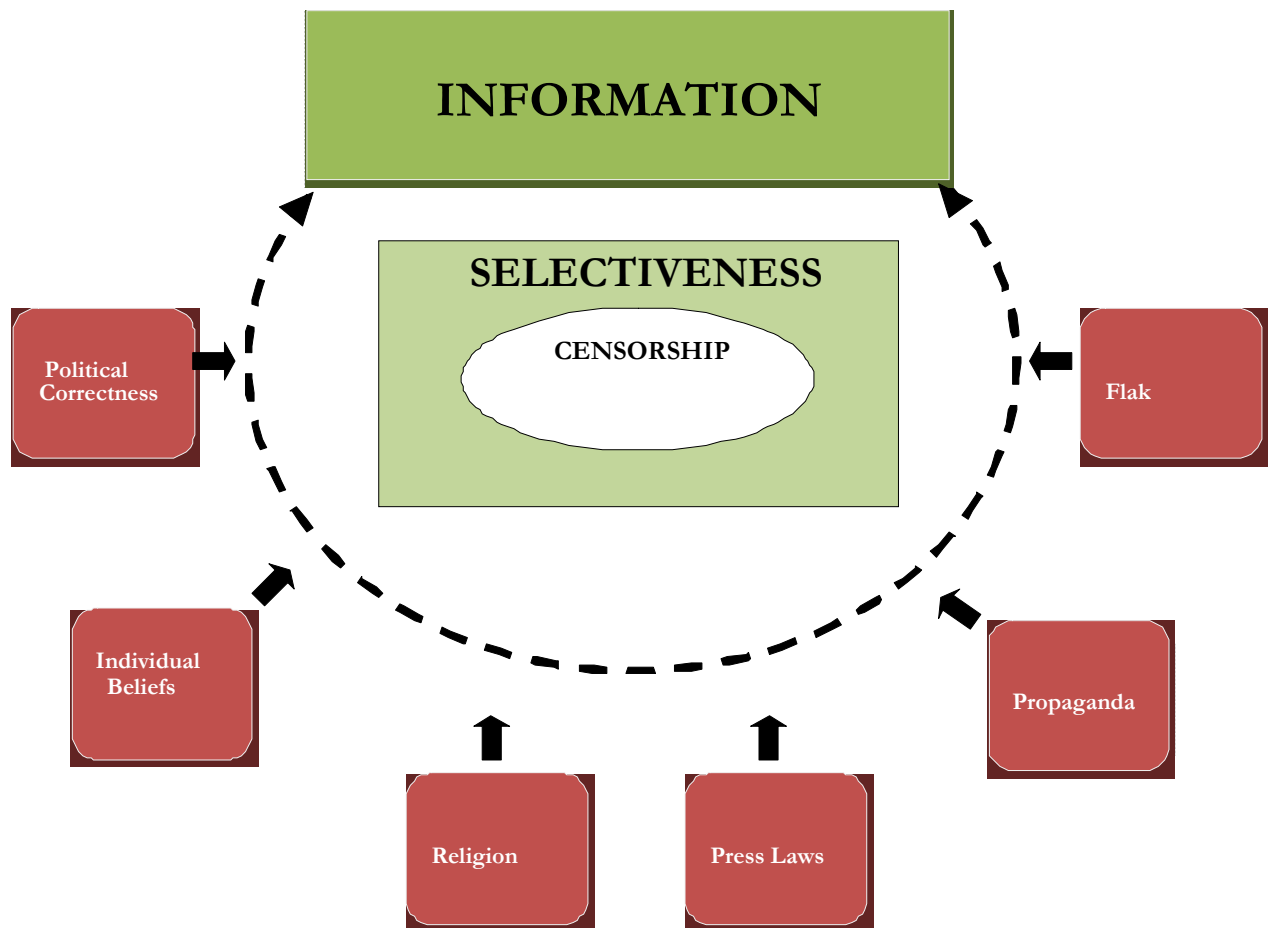 INFORMATION
SELECTIVENESS
CENSORSHIP
Political
Correctness
Flak
Individual
Beliefs
Propaganda
Religion
Press Laws